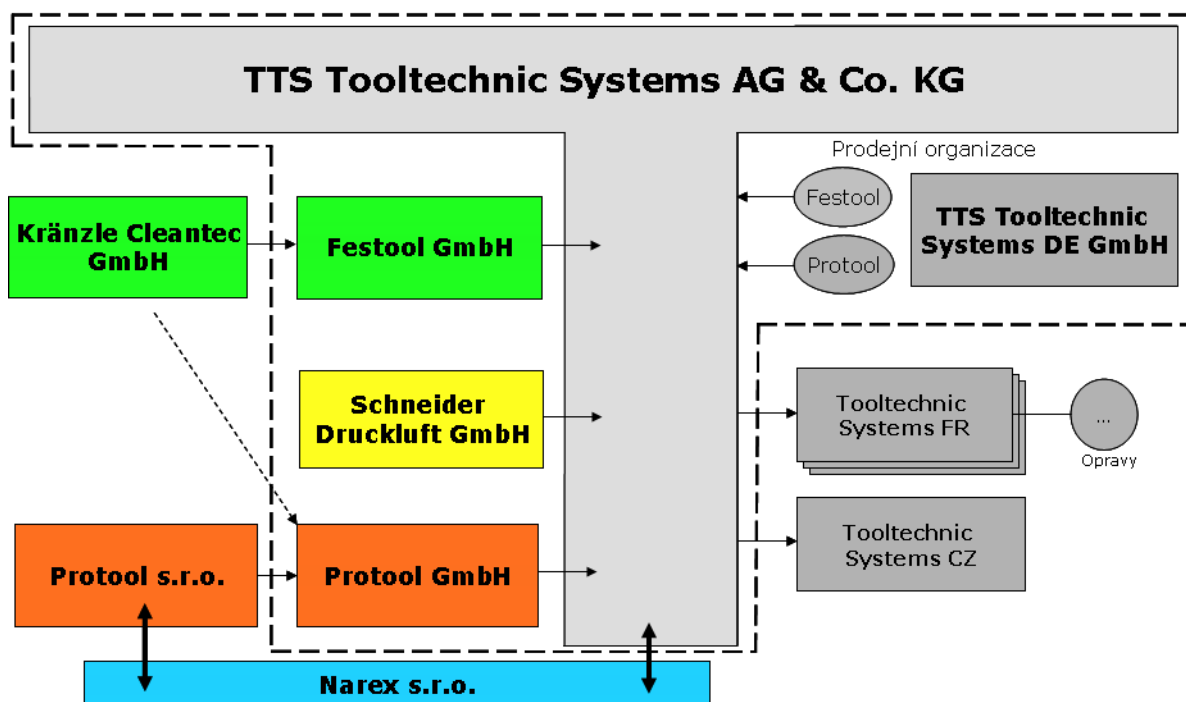 TTS Tooltechnic Systems AG & Co. KG
Prodejní organizace
Festool
Protool
TTS Tooltechnic
Systems DE GmbH
Kränzle Cleantec
GmbH
Festool GmbH
Schneider
Druckluft GmbH
Tooltechnic
Systems FR
...
Opravy
Tooltechnic
Systems CZ
Protool s.r.o.
Protool GmbH
Narex s.r.o.